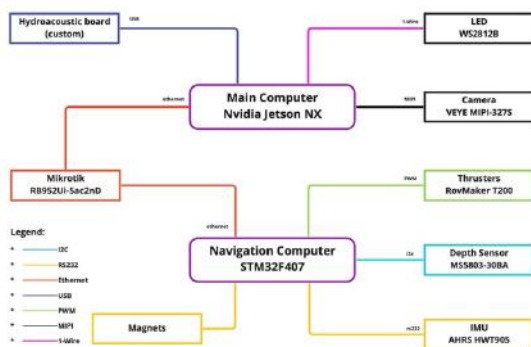 Hydroacoustic board
(custom)
USB
1-Wire
LED
WS2812B
ethernet
Main Computer
Nvidia Jetson NX
MIPI
Camera
VEYE MIPI-327S
Mikrotik
RB952Ui-5ac2nD
PWM
Thrusters
RovMaker T200
ethernet
Legend:
I2C
RS232
Ethernet
USB
PWM
MIPI
1-Wire
Navigation Computer
STM32F407
Depth Sensor
MS5803-30BA
Magnets
rs232
IMU
AHRS HWT905